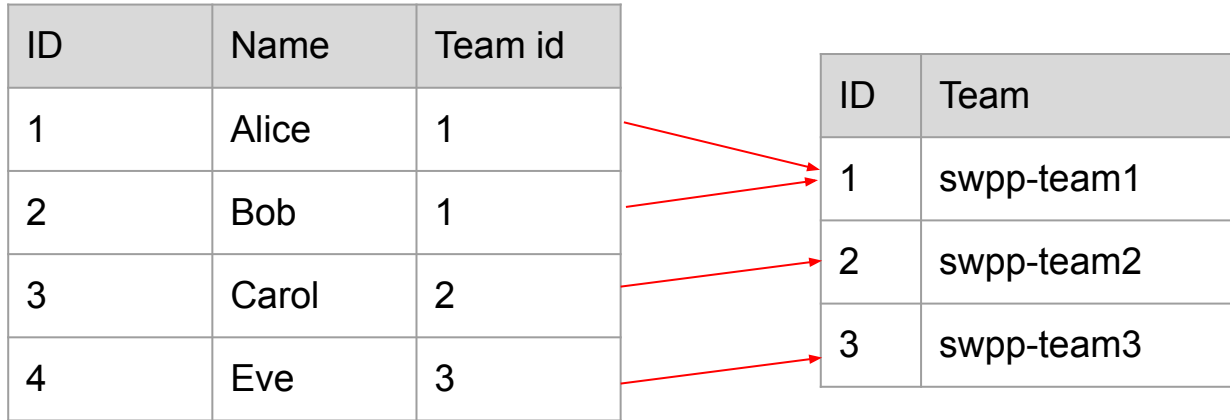 ID Name Team id
1 Alice 1
2 Bob 1
3 Carol 2
4 Eve 3
ID Team
1 swpp-team1
2 swpp-team2
3 swpp-team3